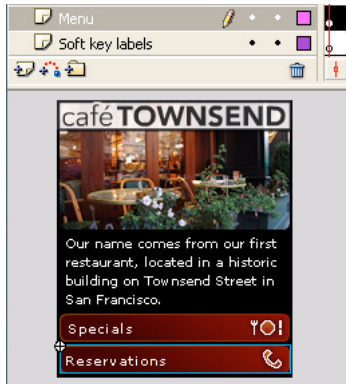 Menu
Soft key labels
café TOWNSEND
Our name comes from our first
restaurant, located in a historic
building on Townsend Street in
San Francisco.
Specials
Reservations